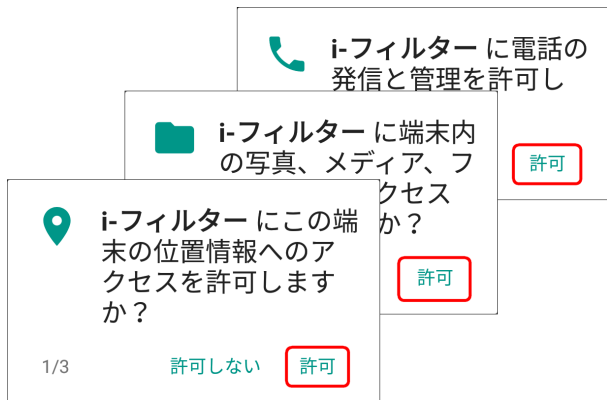 i-フィルター に電話の
発信と管理を許可し
許可
i-フィルター に端末内
の写真、メディア、フ
クセス
か？
許可
i-フィルター にこの端
末の位置情報へのア
クセスを許可します
か？
1/3
許可しない
許可